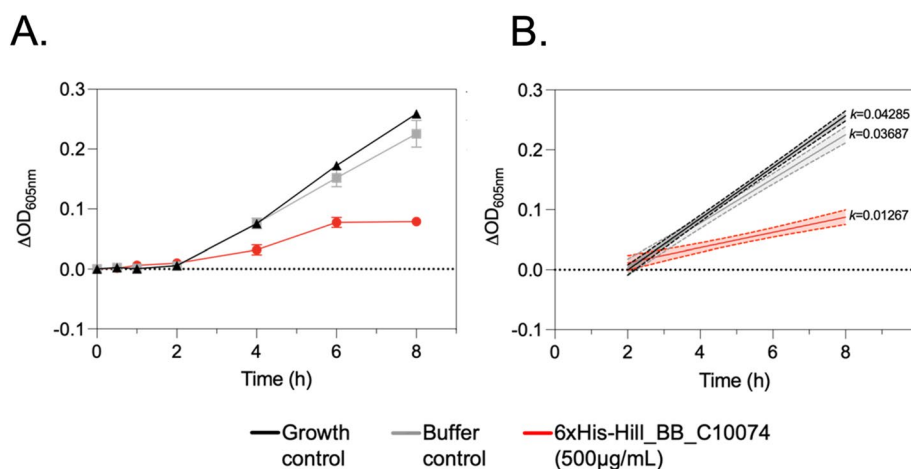 A.
B.
0.3
0.2
0.1
0.0
-0.1
ΔOD605nm
0 2 4 6 8
Time (h)
0.3
0.2
0.1
0.0
-0.1
ΔOD605nm
k=0.04285
k=0.03687
k=0.01267
0 2 4 6 8
Time (h)
Growth control
Buffer control
6xHis-Hill_BB_C10074
(500µg/mL)